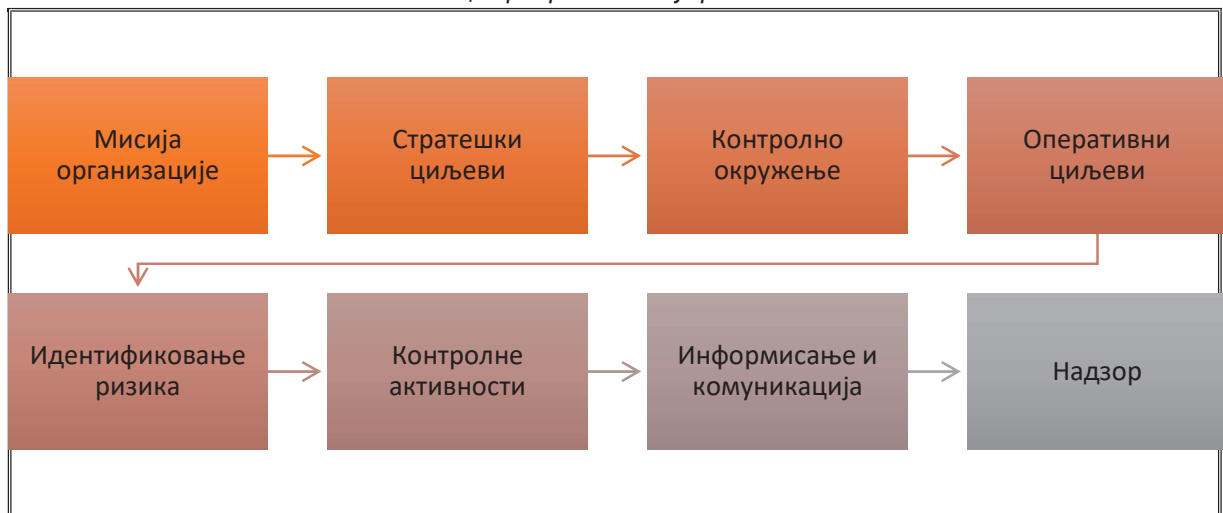 Мисија
организације
Стратешки
циљеви
Контролно
окружење
Оперативни
циљеви
Идентификовање
ризика
Контролне
активности
Информисање и
комуникација
Надзор